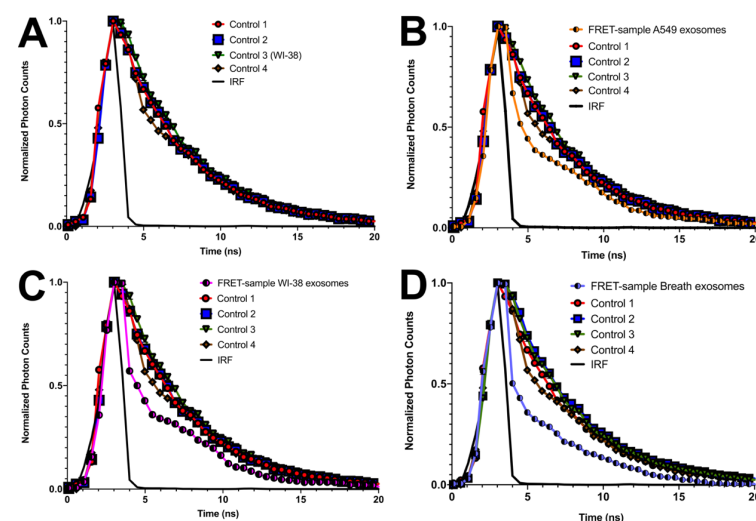 A
Control 1
Control 2
Control 3 (WI-38)
Control 4
IRF
Normalized Photon Counts
1.0
0.5
0.0
0
5
10
15
20
Time (ns)
B
FRET-sample A549 exosomes
Control 1
Control 2
Control 3
Control 4
IRF
Normalized Photon Counts
1.0
0.5
0.0
0
5
10
15
20
Time (ns)
C
FRET-sample WI-38 exosomes
Control 1
Control 2
Control 3
Control 4
IRF
Normalized Photon Counts
1.0
0.5
0.0
0
5
10
15
20
Time (ns)
D
FRET-sample Breath exosomes
Control 1
Control 2
Control 3
Control 4
IRF
Normalized Photon Counts
1.0
0.5
0.0
0
5
10
15
20
Time (ns)